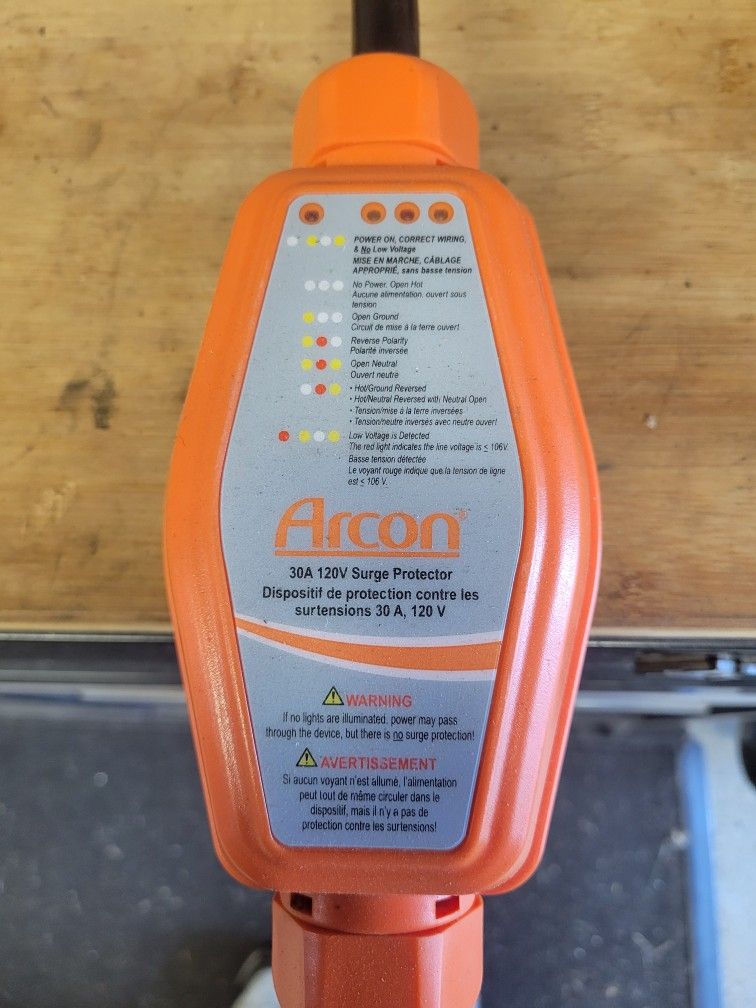 POWER ON, CORRECT WIRING,
& No Low Voltage
MISE EN MARCHE, CÂBLAGE
APPROPRIÉ, sans basse tension
No Power, Open Hot
Aucune alimentation, ouvert sous
tension
Open Ground
Circuit de mise à la terre ouvert
Reverse Polarity
Polarité inversée
Open Neutral
Ouvert neutre
• Hot/Ground Reversed
• Hot/Neutral Reversed with Neutral Open
• Tension/mise à la terre inversées
• Tension/neutre inversés avec neutre ouvert
Low Voltage is Detected
The red light indicates the line voltage is ≤ 106V.
Basse tension détectée
Le voyant rouge indique que la tension de ligne
est ≤ 106 V.
Arcon®
30A 120V Surge Protector
Dispositif de protection contre les
surtensions 30 A, 120 V
WARNING
If no lights are illuminated, power may pass
through the device, but there is no surge protection!
AVERTISSEMENT
Si aucun voyant n'est allumé, l'alimentation
peut tout de même circuler dans le
dispositif, mais il n'y a pas de
protection contre les surtensions!